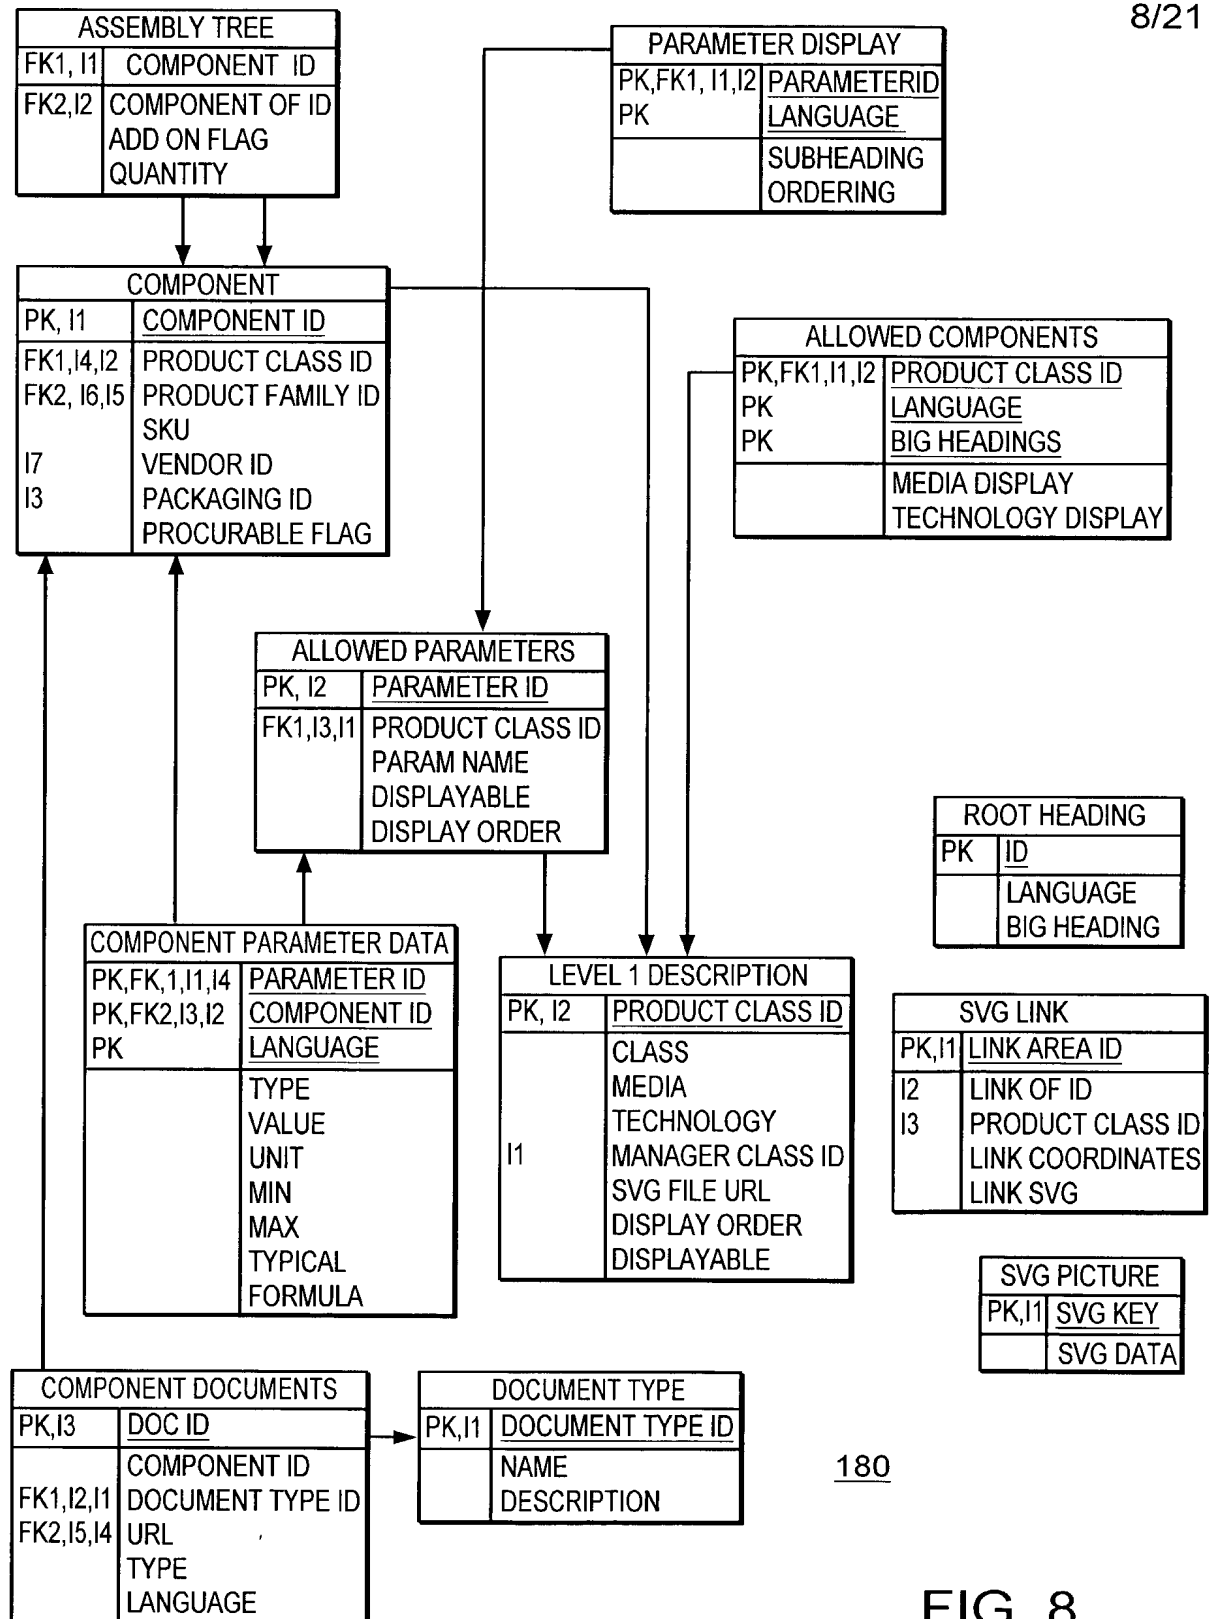 8/21
ASSEMBLY TREE
FK1, I1 COMPONENT ID
FK2,I2 COMPONENT OF ID
ADD ON FLAG
QUANTITY
PARAMETER DISPLAY
PK,FK1, I1,I2 PARAMETERID
PK LANGUAGE
SUBHEADING
ORDERING
COMPONENT
PK, I1 COMPONENT ID
FK1,I4,I2 PRODUCT CLASS ID
FK2, I6,I5 PRODUCT FAMILY ID
SKU
I7 VENDOR ID
I3 PACKAGING ID
PROCURABLE FLAG
ALLOWED COMPONENTS
PK,FK1,I1,I2 PRODUCT CLASS ID
PK LANGUAGE
PK BIG HEADINGS
MEDIA DISPLAY
TECHNOLOGY DISPLAY
ALLOWED PARAMETERS
PK, I2 PARAMETER ID
FK1,I3,I1 PRODUCT CLASS ID
PARAM NAME
DISPLAYABLE
DISPLAY ORDER
ROOT HEADING
PK ID
LANGUAGE
BIG HEADING
COMPONENT PARAMETER DATA
PK,FK,1,I1,I4 PARAMETER ID
PK,FK2,I3,I2 COMPONENT ID
PK LANGUAGE
TYPE
VALUE
UNIT
MIN
MAX
TYPICAL
FORMULA
LEVEL 1 DESCRIPTION
PK, I2 PRODUCT CLASS ID
CLASS
MEDIA
TECHNOLOGY
I1 MANAGER CLASS ID
SVG FILE URL
DISPLAY ORDER
DISPLAYABLE
SVG LINK
PK,I1 LINK AREA ID
I2 LINK OF ID
I3 PRODUCT CLASS ID
LINK COORDINATES
LINK SVG
SVG PICTURE
PK,I1 SVG KEY
SVG DATA
COMPONENT DOCUMENTS
PK,I3 DOC ID
COMPONENT ID
FK1,I2,I1 DOCUMENT TYPE ID
FK2,I5,I4 URL
TYPE
LANGUAGE
DOCUMENT TYPE
PK,I1 DOCUMENT TYPE ID
NAME
DESCRIPTION
180
FIG. 8